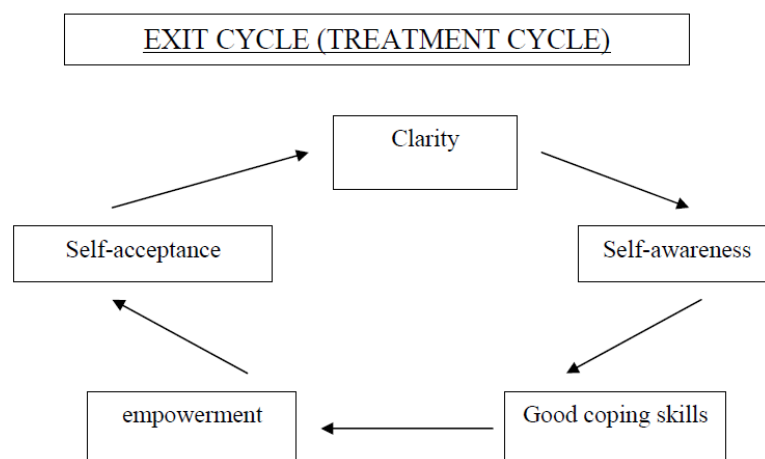 EXIT CYCLE (TREATMENT CYCLE)
Clarity
Self-acceptance
Self-awareness
empowerment
Good coping skills